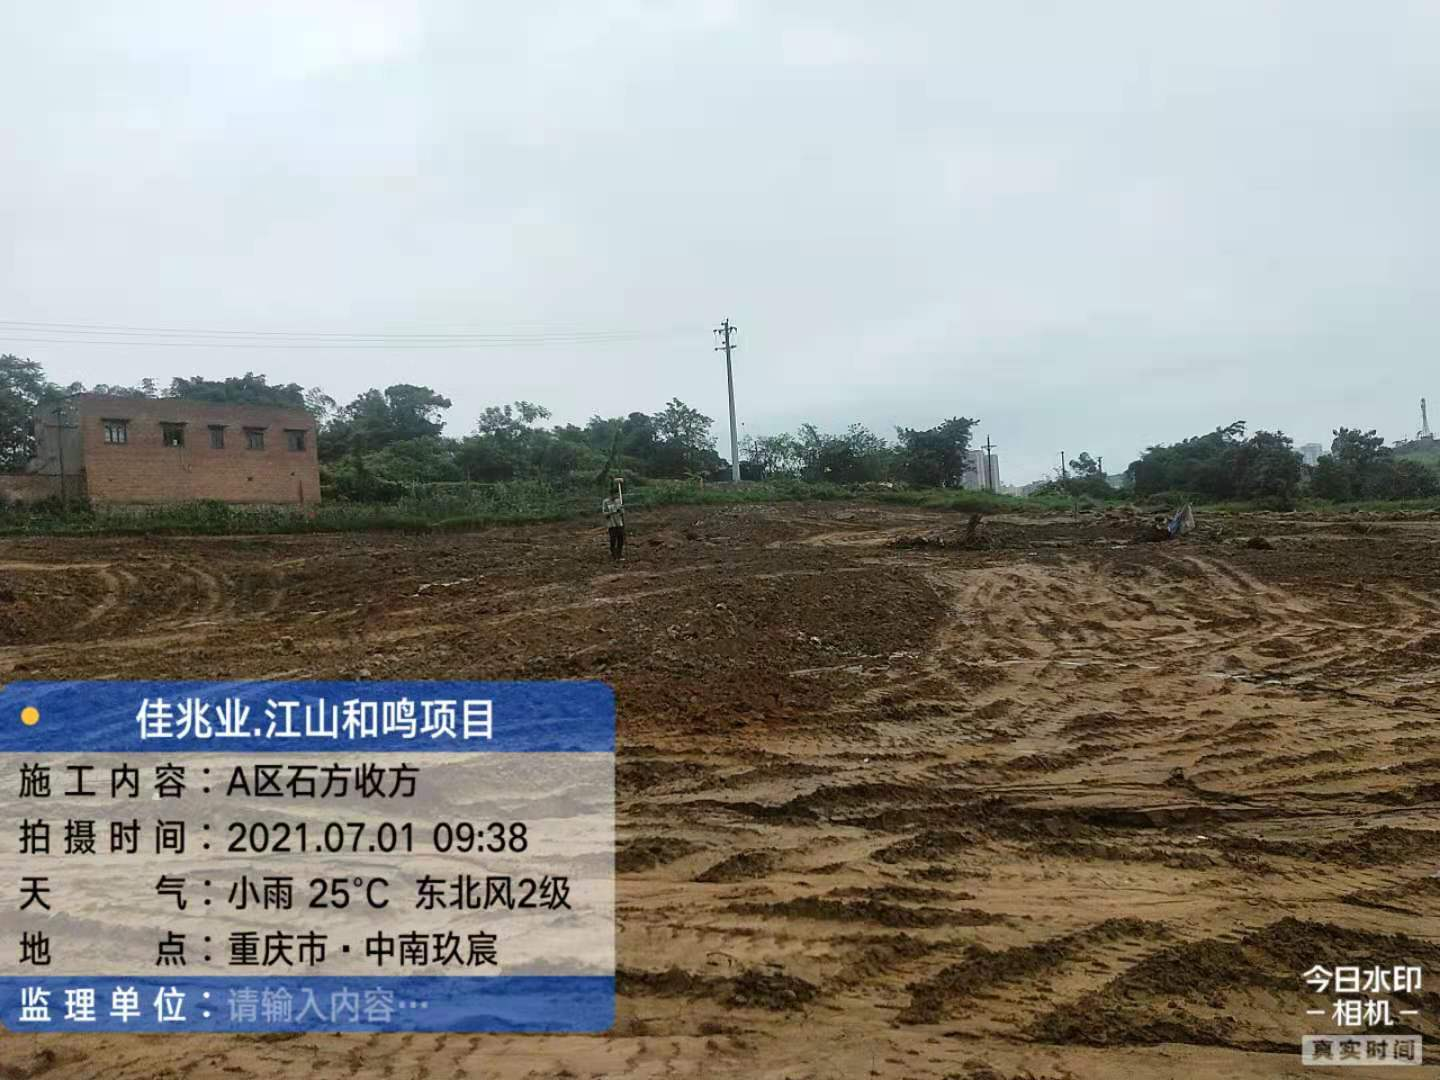 佳兆业.江山和鸣项目
施工内容：A区石方收方
拍摄时间：2021.07.01 09:38
天气：小雨 25°C 东北风2级
地点：重庆市·中南玖宸
监理单位：请输入内容···
今日水印
-相机-
真实时间